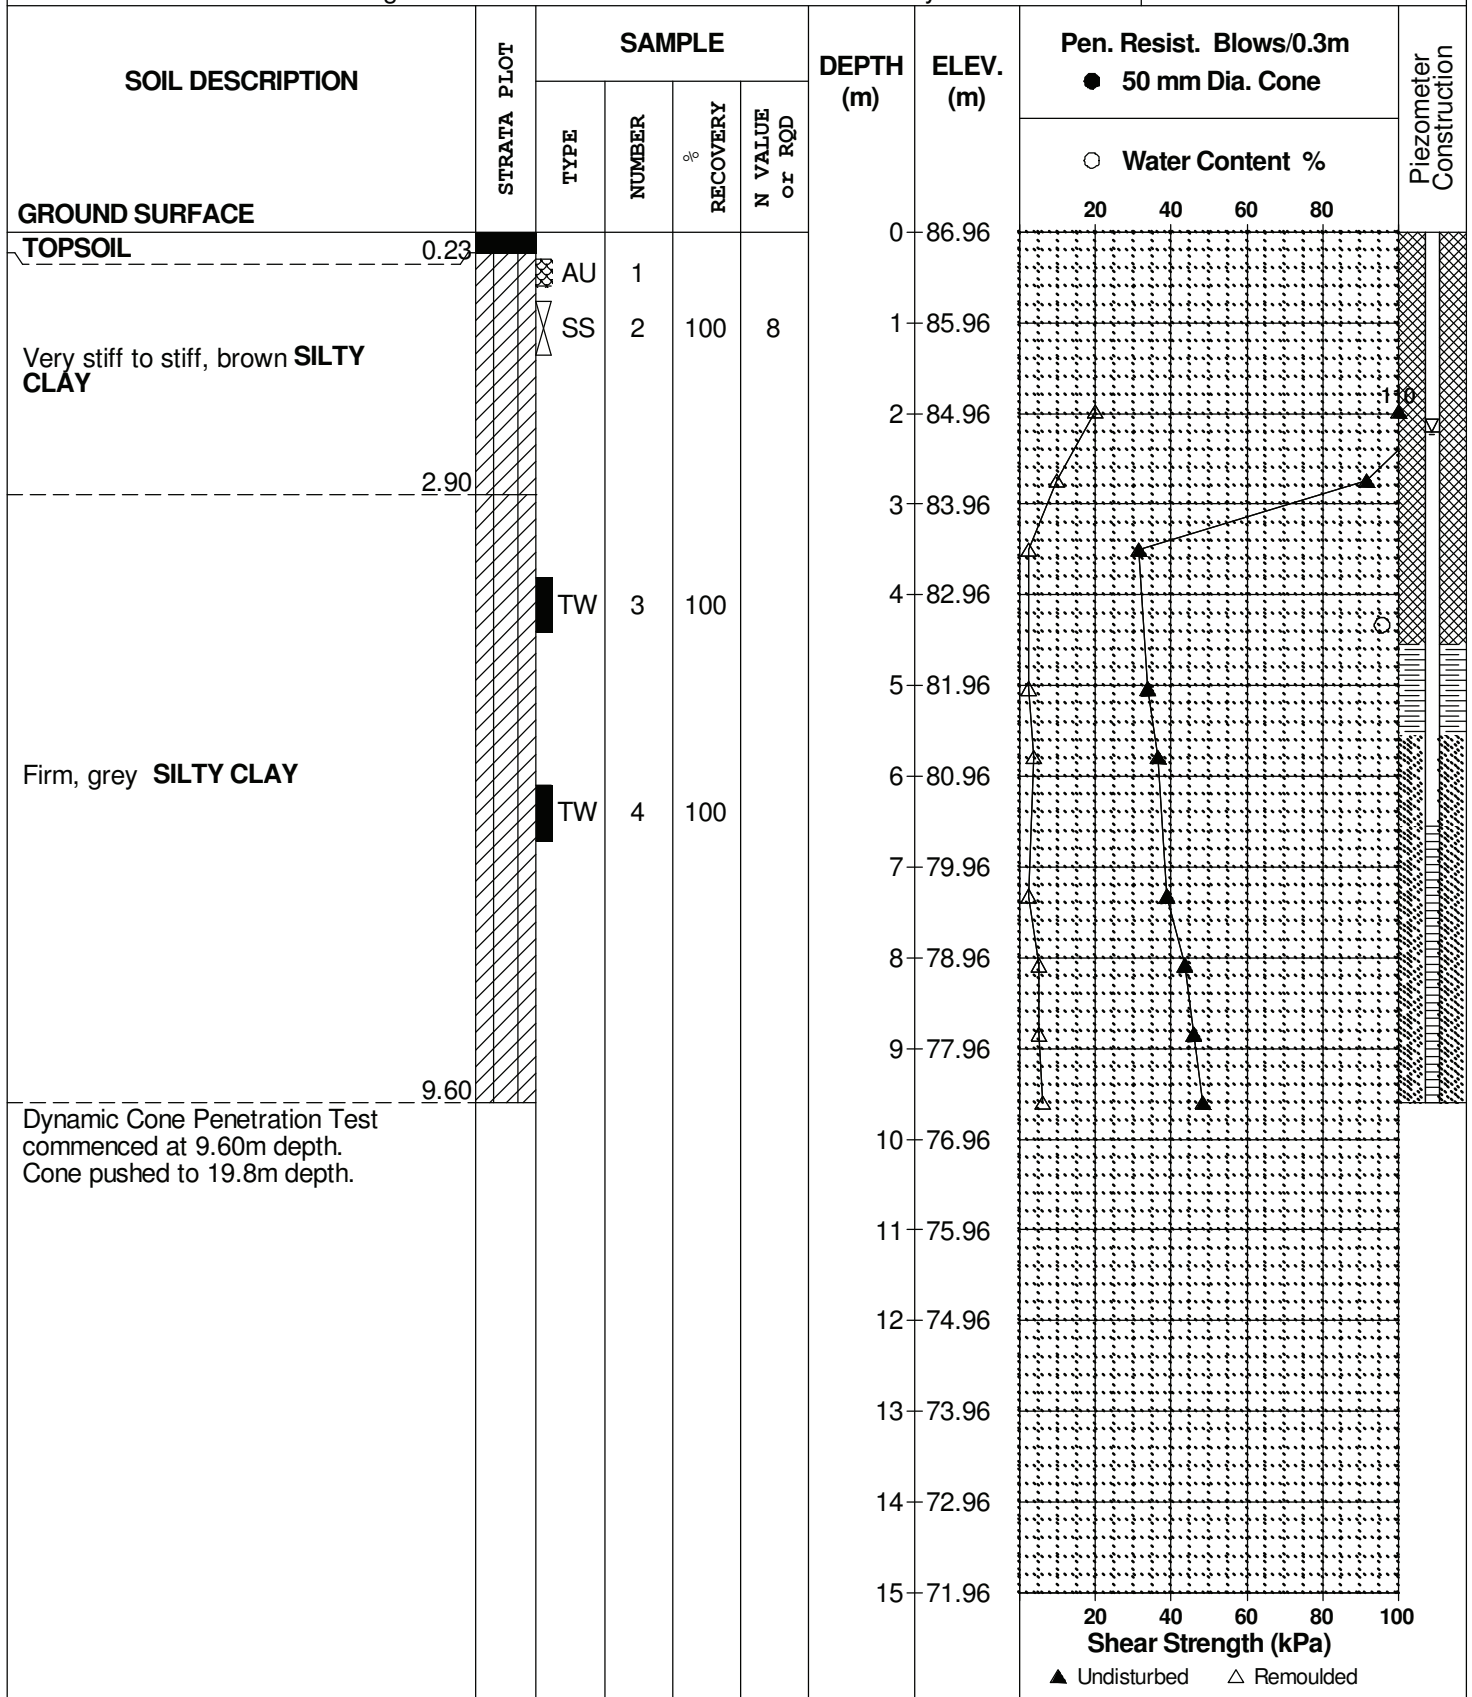 SOIL DESCRIPTION
GROUND SURFACE
STRATA PLOT
SAMPLE
TYPE
NUMBER
% RECOVERY
N VALUE or RQD
DEPTH (m)
ELEV. (m)
Pen. Resist. Blows/0.3m
● 50 mm Dia. Cone
○ Water Content %
20 40 60 80
Piezometer Construction
TOPSOIL 0.23
0 86.96
AU 1
SS 2 100 8
1 85.96
Very stiff to stiff, brown SILTY
CLAY
110
2 84.96
2.90
3 83.96
TW 3 100
4 82.96
5 81.96
Firm, grey SILTY CLAY
6 80.96
TW 4 100
7 79.96
8 78.96
9 77.96
9.60
Dynamic Cone Penetration Test
commenced at 9.60m depth.
Cone pushed to 19.8m depth.
10 76.96
11 75.96
12 74.96
13 73.96
14 72.96
15 71.96
20 40 60 80 100
Shear Strength (kPa)
▲ Undisturbed △ Remoulded